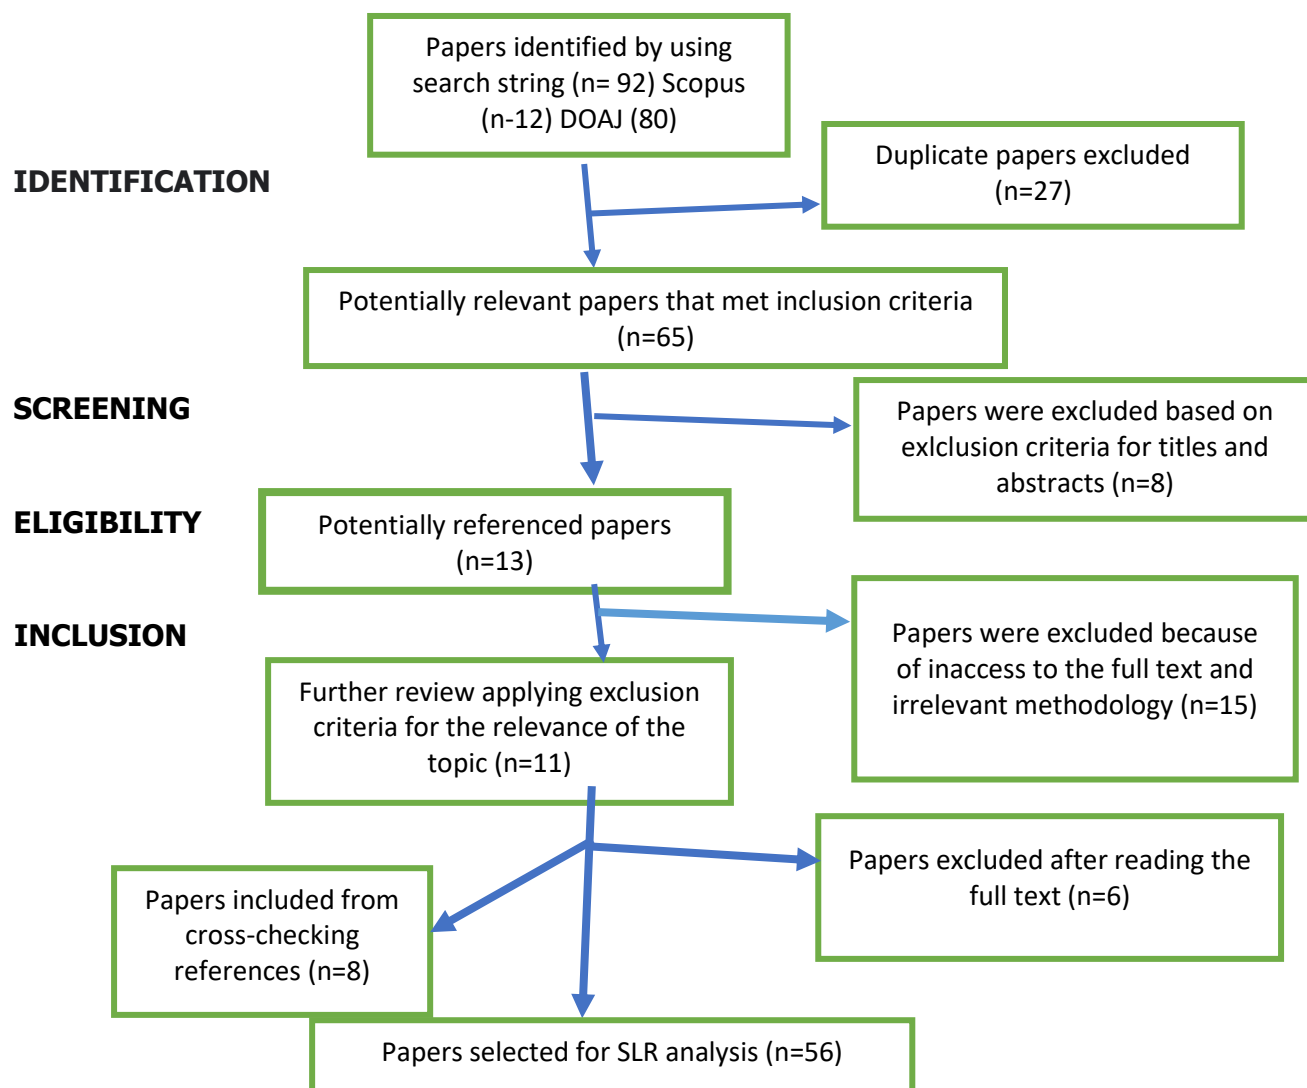 Papers identified by using
search string (n= 92) Scopus
(n-12) DOAJ (80)
IDENTIFICATION
Duplicate papers excluded
(n=27)
Potentially relevant papers that met inclusion criteria
(n=65)
SCREENING
Papers were excluded based on
exlclusion criteria for titles and
abstracts (n=8)
ELIGIBILITY
Potentially referenced papers
(n=13)
INCLUSION
Papers were excluded because
of inaccess to the full text and
irrelevant methodology (n=15)
Further review applying exclusion
criteria for the relevance of the
topic (n=11)
Papers excluded after reading the
full text (n=6)
Papers included from
cross-checking
references (n=8)
Papers selected for SLR analysis (n=56)